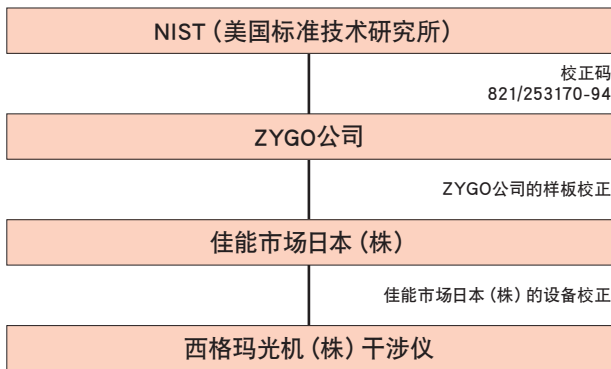 NIST（美国标准技术研究所）
校正码
821/253170-94
ZYGO公司
ZYGO公司的样板校正
佳能市场日本（株）
佳能市场日本（株）的设备校正
西格玛光机（株）干涉仪